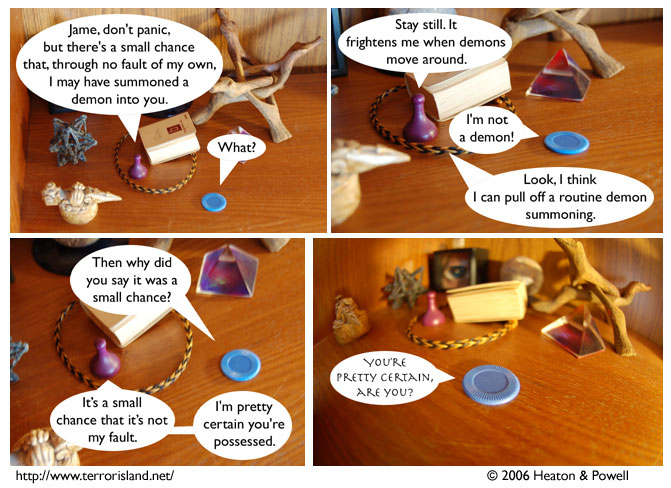 Jame, don't panic,
but there's a small chance
that, through no fault of my own,
I may have summoned a
demon into you.
What?
Stay still. It
frightens me when demons
move around.
I'm not
a demon!
Look, I think
I can pull off a routine demon
summoning.
Then why did
you say it was a
small chance?
It's a small
chance that it's not
my fault.
I'm pretty
certain you're
possessed.
You're
pretty certain,
are you?
http://www.terrorisland.net/
© 2006 Heaton & Powell